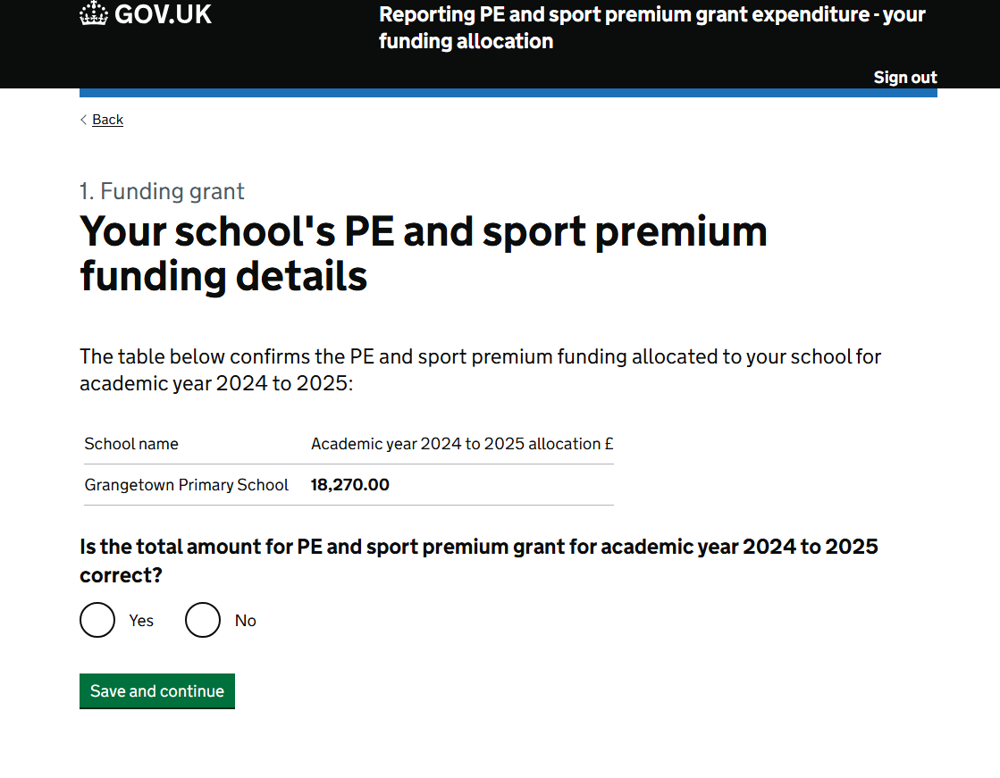 GOV.UK
Reporting PE and sport premium grant expenditure - your
funding allocation
Sign out
Back
1. Funding grant
Your school's PE and sport premium
funding details
The table below confirms the PE and sport premium funding allocated to your school for
academic year 2024 to 2025:
School name Academic year 2024 to 2025 allocation £
Grangetown Primary School 18,270.00
Is the total amount for PE and sport premium grant for academic year 2024 to 2025
correct?
Yes No
Save and continue